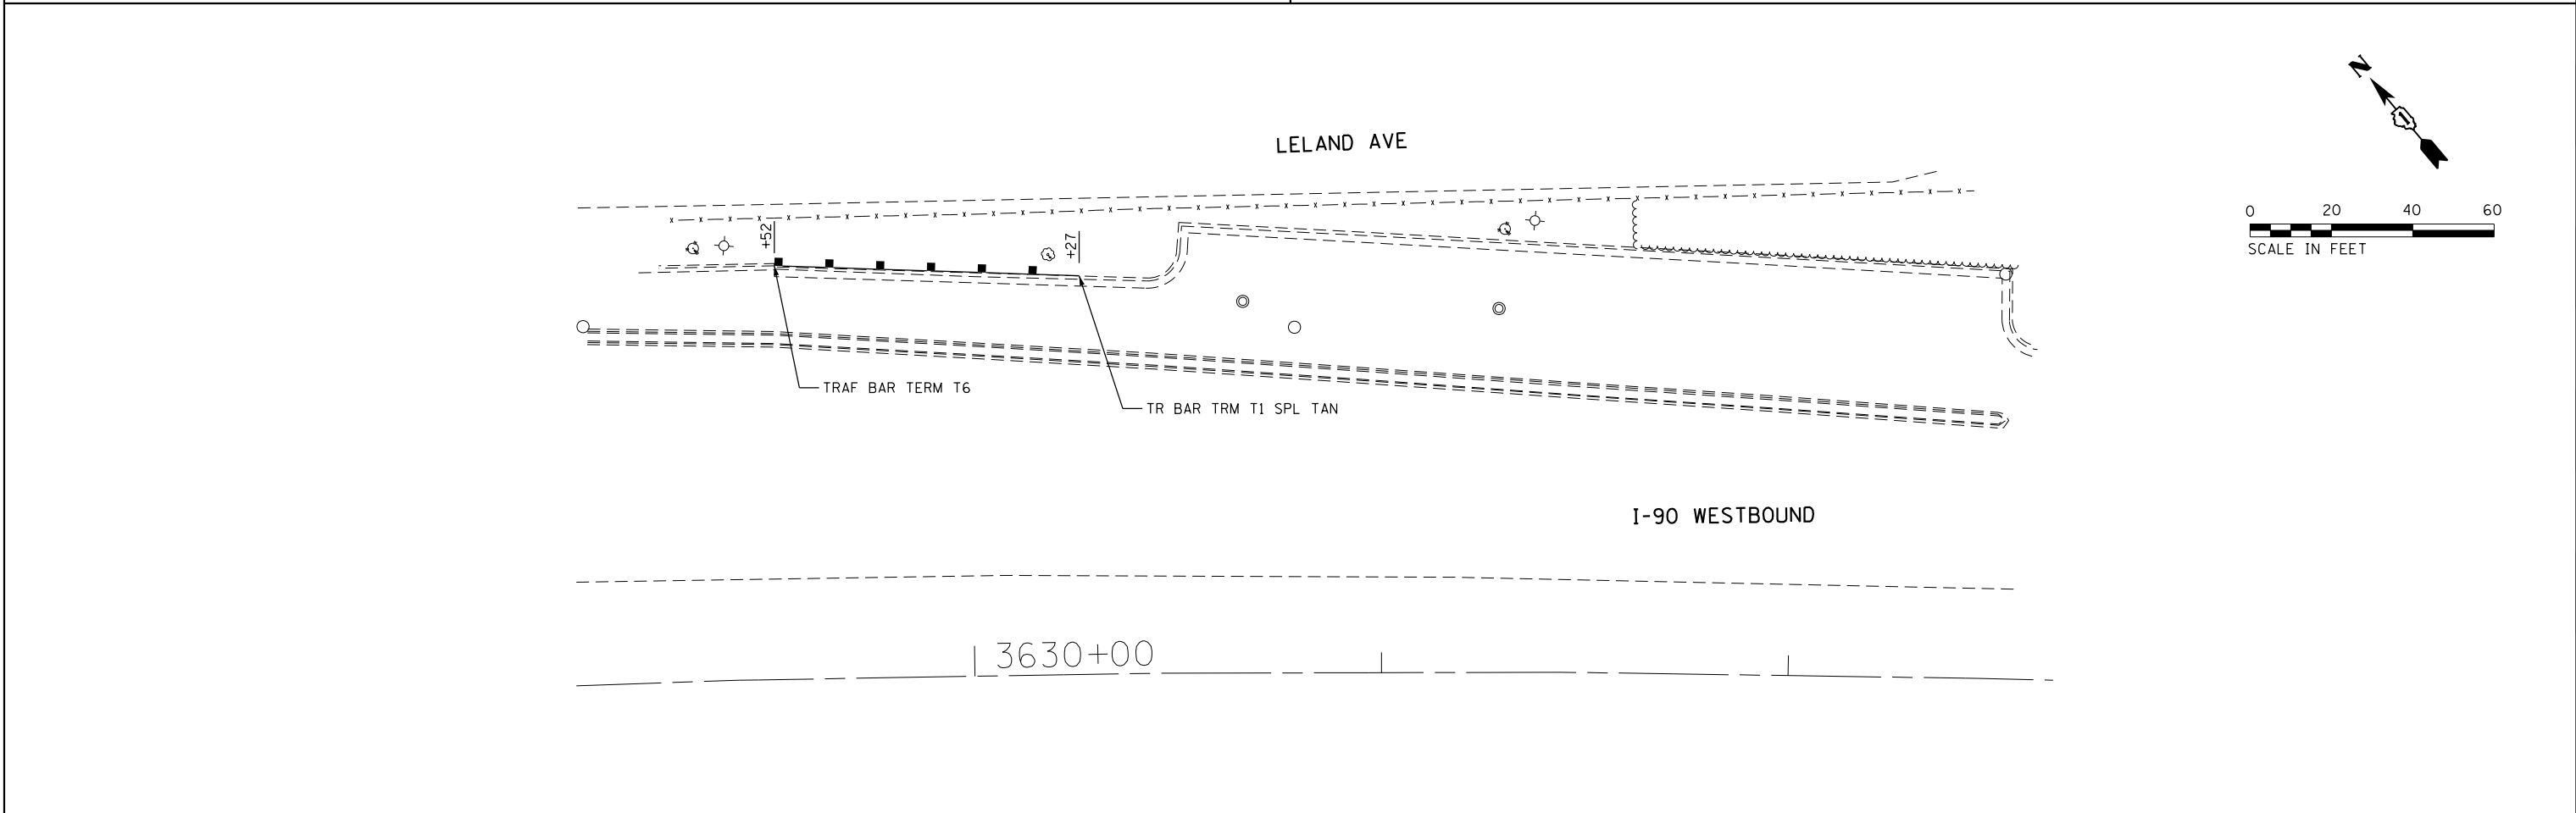 N
LELAND AVE
0 20 40 60
SCALE IN FEET
+52
+27
TRAF BAR TERM T6
TR BAR TRM T1 SPL TAN
I-90 WESTBOUND
3630+00